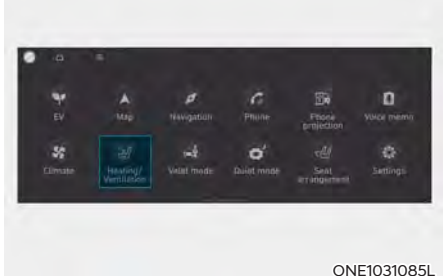 EV
Map
Navigation
Phone
Phone
projection
Voice memo
Climate
Heating/
Ventilation
Valet mode
Quiet mode
Seat
arrangement
Settings
ONE1031085L